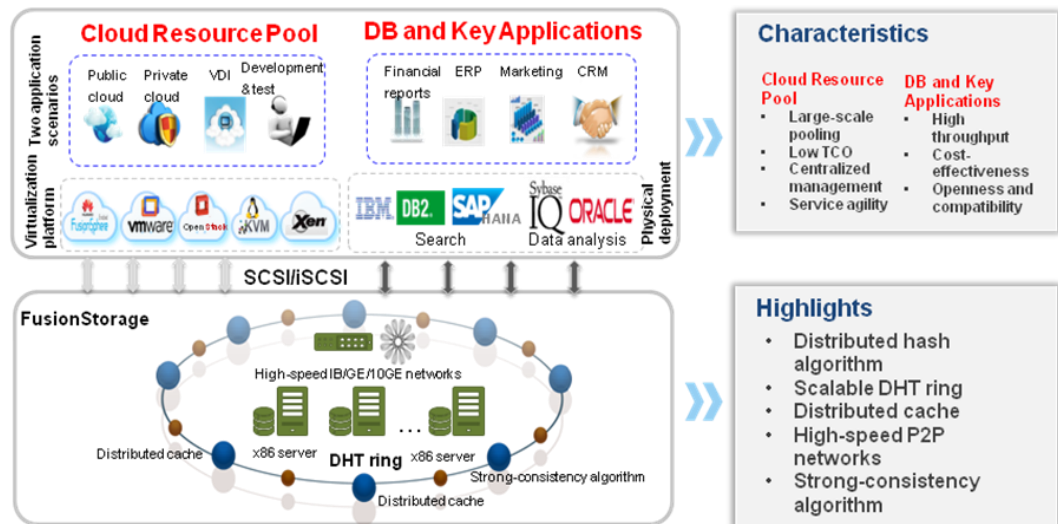 Cloud Resource Pool
DB and Key Applications
Two application
scenarios
Public
cloud
Private
cloud
VDI
Development
& test
Financial
reports
ERP
Marketing
CRM
Virtualization
platform
FusionSphere
vmware
OpenStack
KVM
Xen
IBM
DB2.
SAP
HANA
Sybase
IQ
ORACLE
Search
Data analysis
Physical
deployment
SCSI/iSCSI
FusionStorage
High-speed IB/GE/10GE networks
...
x86 server
DHT ring
x86 server
Distributed cache
Strong-consistency algorithm
Distributed cache
Characteristics
Cloud Resource
Pool
▪ Large-scale
pooling
▪ Low TCO
▪ Centralized
management
▪ Service agility
DB and Key
Applications
▪ High
throughput
▪ Cost-
effectiveness
▪ Openness and
compatibility
Highlights
• Distributed hash
algorithm
• Scalable DHT ring
• Distributed cache
• High-speed P2P
networks
• Strong-consistency
algorithm